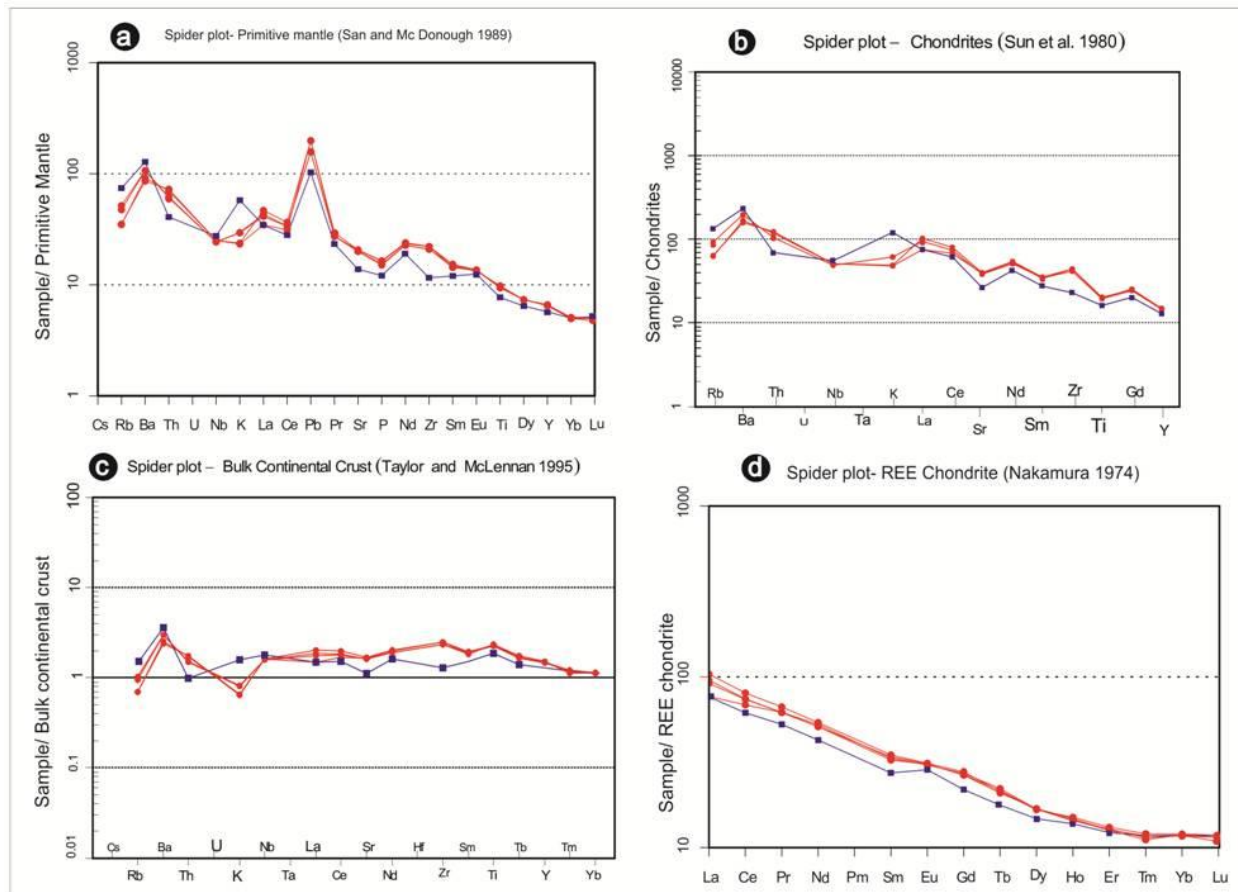 a Spider plot- Primitive mantle (San and Mc Donough 1989)
Sample/ Primitive Mantle
1000
100
10
1
Cs Rb Ba Th U Nb K La Ce Pb Pr Sr P Nd Zr Sm Eu Ti Dy Y Yb Lu
b Spider plot – Chondrites (Sun et al. 1980)
Sample/ Chondrites
10000
1000
100
10
1
Rb Th Nb K Ce Nd Zr Gd
Ba U Ta La Sr Sm Ti Y
c Spider plot – Bulk Continental Crust (Taylor and McLennan 1995)
Sample/ Bulk continental crust
100
10
1
0.1
0.01
Cs Ba U Nb La Sr Hf Sm Tb Tm
Rb Th K Ta Ce Nd Zr Ti Y Yb
d Spider plot- REE Chondrite (Nakamura 1974)
Sample/ REE chondrite
1000
100
10
La Ce Pr Nd Pm Sm Eu Gd Tb Dy Ho Er Tm Yb Lu